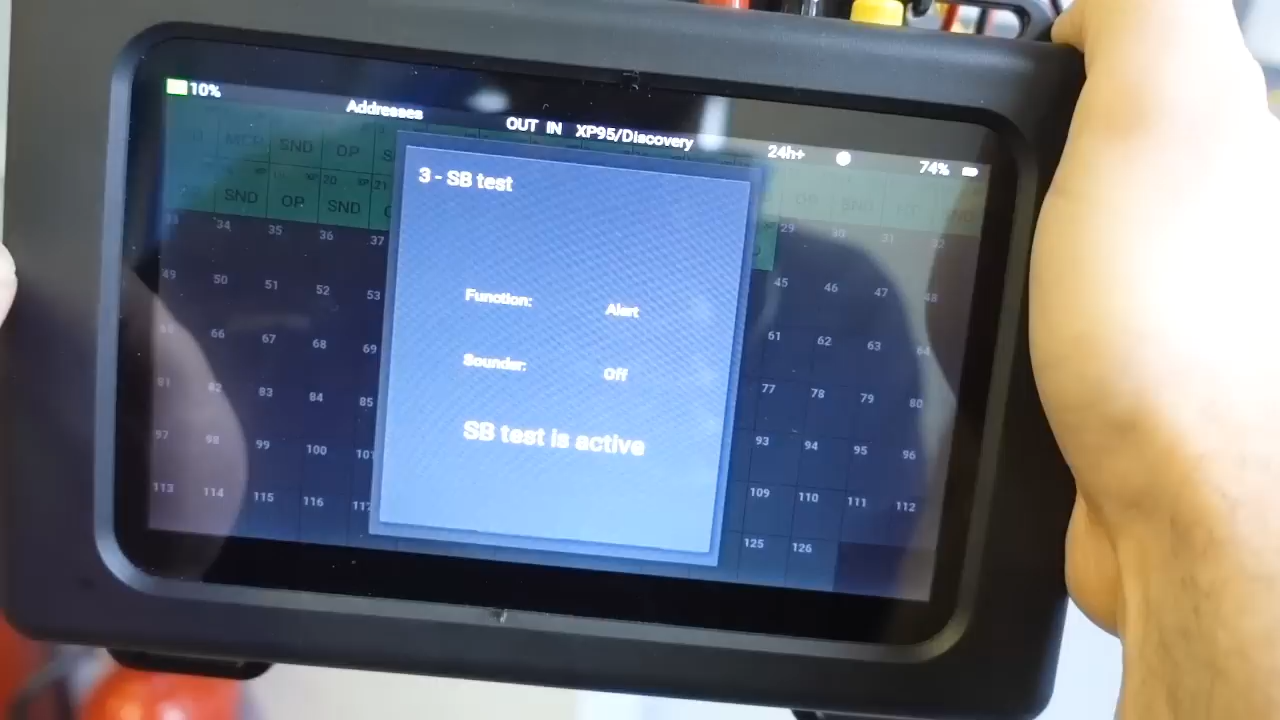 10%
Addresses
OUT IN XP95/Discovery
24h+
74%
MCP SND OP
SND OP 20 SND 21
3 - SB test
Function: Alert
Sounder: Off
SB test is active
34 35 36 37 29 30 31 32
49 50 51 52 53 45 46 47 48
66 67 68 69 61 62 63 64
81 82 83 84 85 77 78 79 80
97 98 99 100 93 94 95 96
113 114 115 116 109 110 111 112
125 126